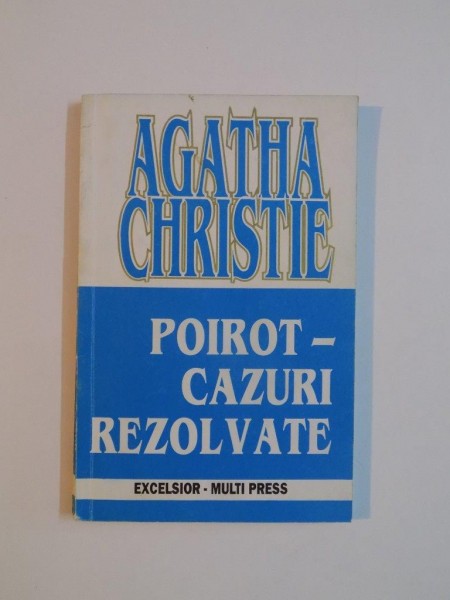 AGATHA
CHRISTIE
POIROT –
CAZURI
REZOLVATE
EXCELSIOR - MULTI PRESS